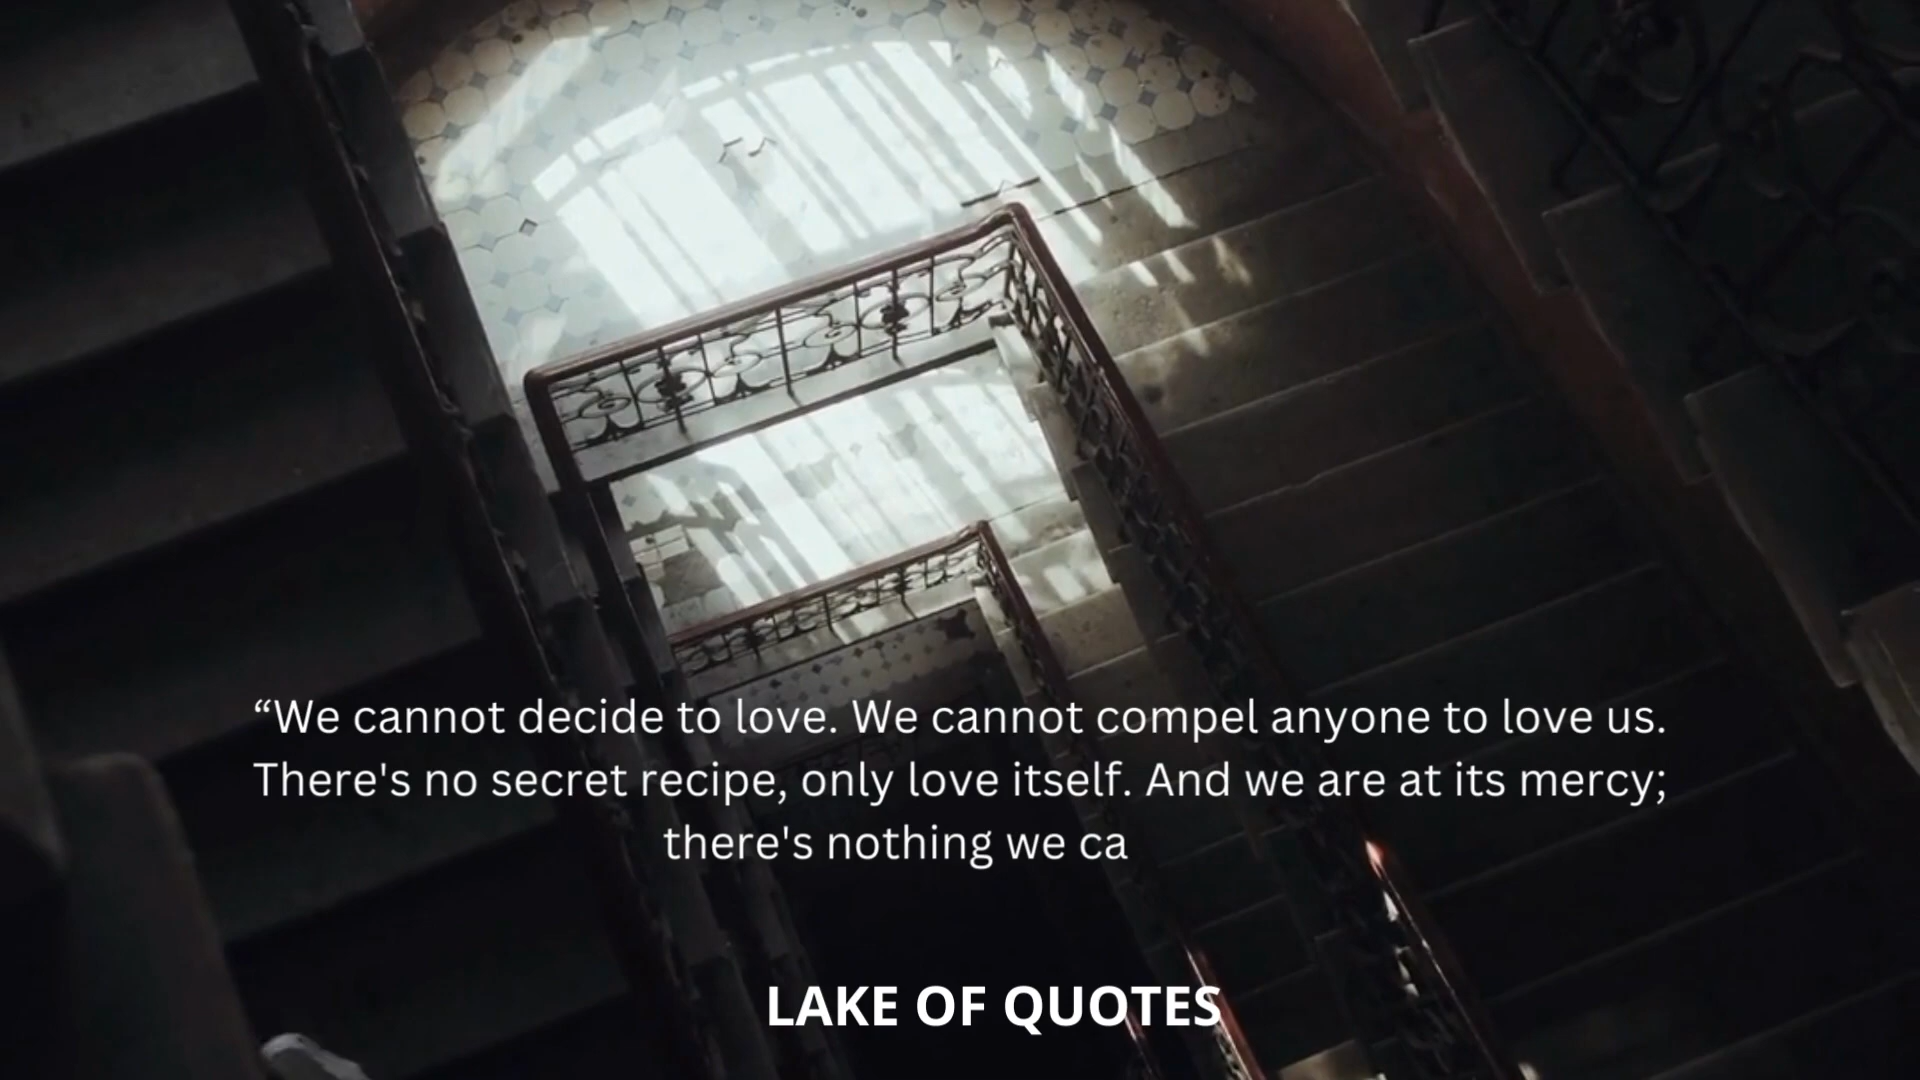 “We cannot decide to love. We cannot compel anyone to love us.
There's no secret recipe, only love itself. And we are at its mercy;
there's nothing we ca
LAKE OF QUOTES